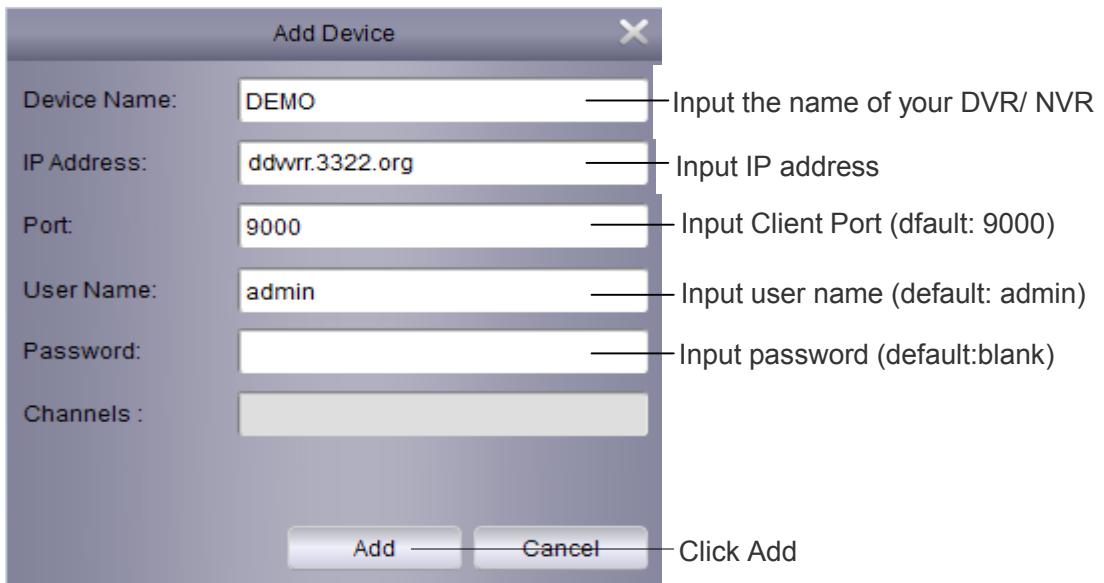 Add Device
Device Name: DEMO Input the name of your DVR/ NVR
IP Address: ddvvrr.3322.org Input IP address
Port: 9000 Input Client Port (dfault: 9000)
User Name: admin Input user name (default: admin)
Password: Input password (default:blank)
Channels :
Add Cancel Click Add